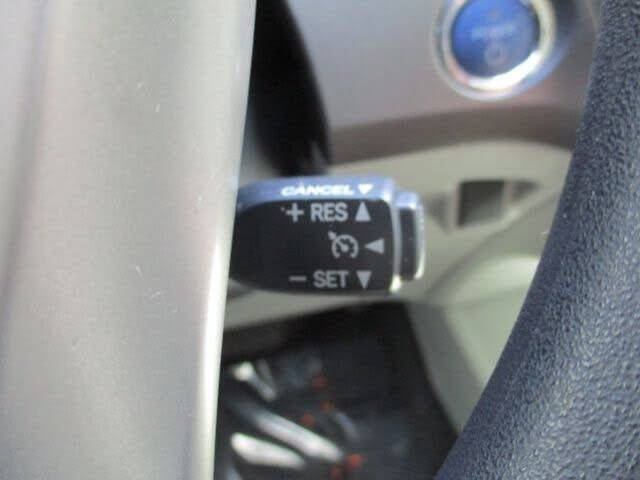 CANCEL ▼
+ RES ▲
◀
− SET ▼